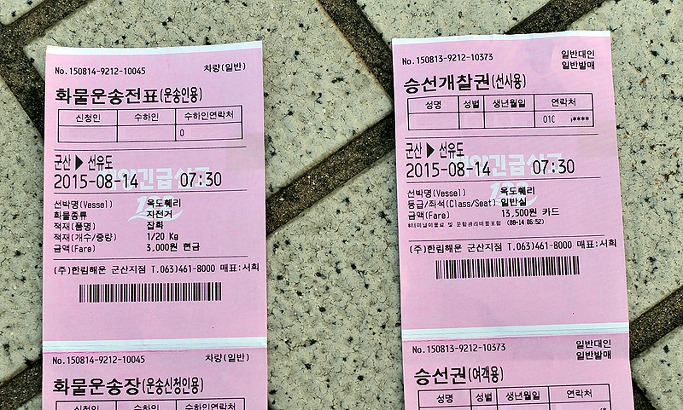 No.150814-9212-10045 차량(일반)
화물운송전표(운송인용)
신청인 수하인 수하인연락처
0
군산 ▶ 선유도
2015-08-14 07:30
선박명(Vessel) 옥도훼리
화물종류 자전거
적재(품명) 잡화
적재(개수/중량) 1/20 Kg
금액(Fare) 3,000원 현금
(주)한림해운 군산지점 T.063)461-8000 매표:서희
No.150814-9212-10045 차량(일반)
화물운송장(운송신청인용)
신청인 수하인 수하인연락처
No.150813-9212-10373 일반대인
일반발매
승선개찰권(선사용)
성명 성별 생년월일 연락처
010 ****
군산 ▶ 선유도
2015-08-14 07:30
선박명(Vessel) 옥도훼리
등급/좌석(Class/Seat) 일반실
금액(Fare) 13,500원 카드
(08-14 06:52)
(주)한림해운 군산지점 T.063)461-8000 매표:서희
No.150813-9212-10373 일반대인
일반발매
승선권(여객용)
성명 성별 생년월일 연락처